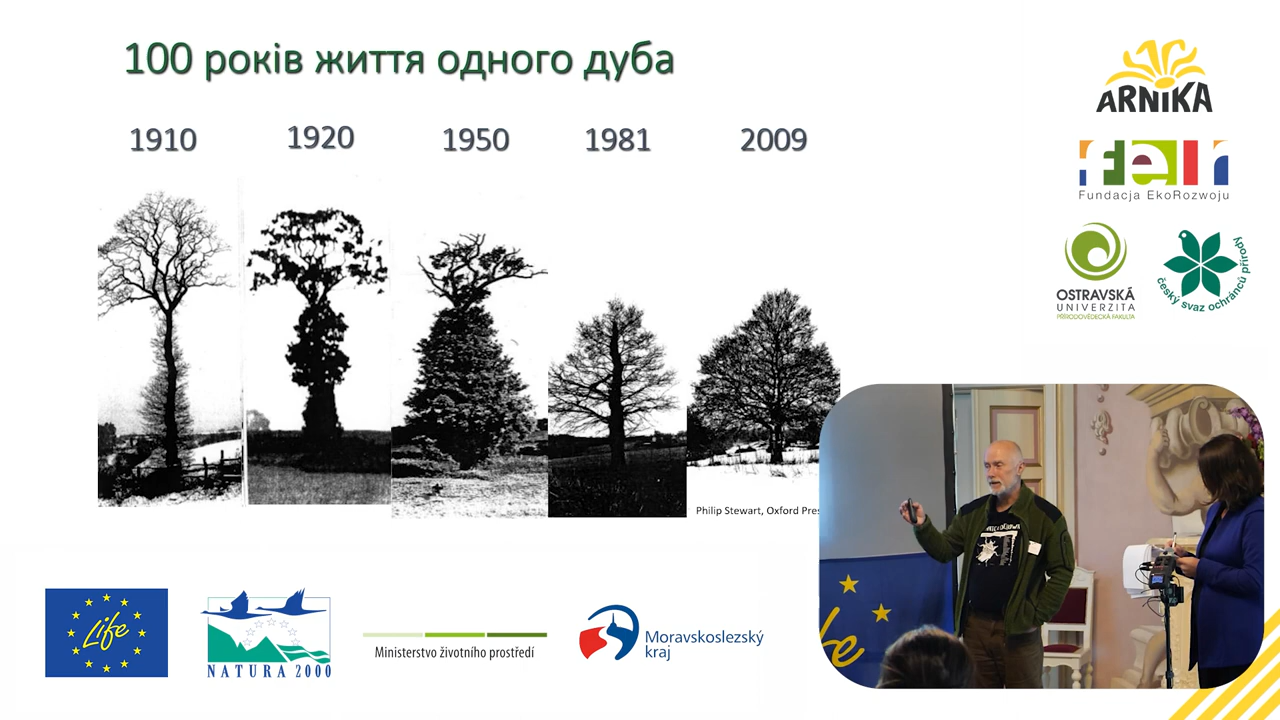 100 років життя одного дуба
1910
1920
1950
1981
2009
Philip Stewart, Oxford Pres
ARNIKA
feri
Fundacja EkoRozwoju
OSTRAVSKÁ
UNIVERZITA
PŘÍRODOVĚDECKÁ FAKULTA
český svaz ochránců přírody
Life
NATURA 2000
Ministerstvo životního prostředí
Moravskoslezský
kraj